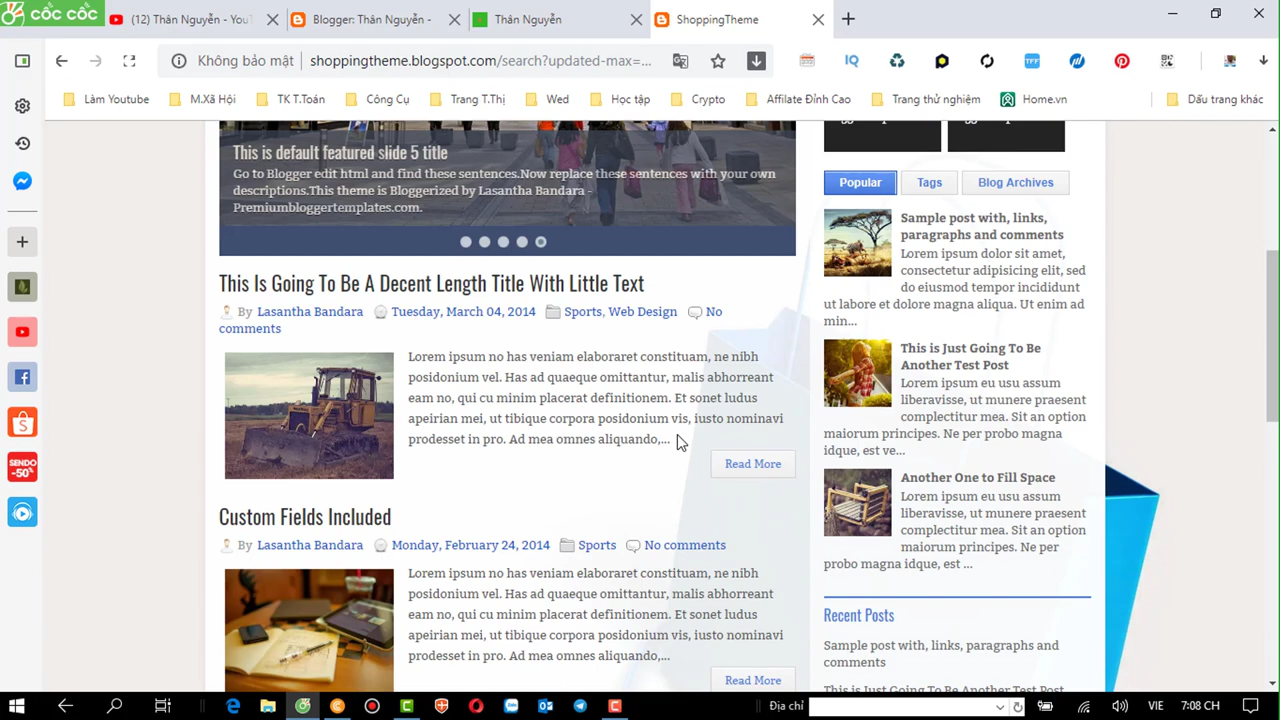 cốc cốc
(12) Thân Nguyễn - YouT
Blogger: Thân Nguyễn -
Thân Nguyễn
ShoppingTheme
Không bảo mật
shoppingtheme.blogspot.com/search?updated-max=...
Làm Youtube
M.Xã Hội
TK T.Toán
Công Cụ
Trang T.Thị
Wed
Học tập
Crypto
Affilate Đỉnh Cao
Trang thử nghiệm
Home.vn
Dấu trang khác
IQ
TFF
SENDO
-50%
This is default featured slide 5 title
Go to Blogger edit html and find these sentences.Now replace these sentences with your own
descriptions.This theme is Bloggerized by Lasantha Bandara -
Premiumbloggertemplates.com.
This Is Going To Be A Decent Length Title With Little Text
By Lasantha Bandara Tuesday, March 04, 2014 Sports, Web Design No
comments
Lorem ipsum no has veniam elaboraret constituam, ne nibh
posidonium vel. Has ad quaeque omittantur, malis abhorreant
eam no, qui cu minim placerat definitionem. Et sonet ludus
apeirian mei, ut tibique corpora posidonium vis, iusto nominavi
prodesset in pro. Ad mea omnes aliquando,...
Read More
Custom Fields Included
By Lasantha Bandara Monday, February 24, 2014 Sports No comments
Lorem ipsum no has veniam elaboraret constituam, ne nibh
posidonium vel. Has ad quaeque omittantur, malis abhorreant
eam no, qui cu minim placerat definitionem. Et sonet ludus
apeirian mei, ut tibique corpora posidonium vis, iusto nominavi
prodesset in pro. Ad mea omnes aliquando,...
Read More
Popular
Tags
Blog Archives
Sample post with, links,
paragraphs and comments
Lorem ipsum dolor sit amet,
consectetur adipisicing elit, sed
do eiusmod tempor incididunt
ut labore et dolore magna aliqua. Ut enim ad
min...
This is Just Going To Be
Another Test Post
Lorem ipsum eu usu assum
liberavisse, ut munere praesent
complectitur mea. Sit an option
maiorum principes. Ne per probo magna
idque, est ve...
Another One to Fill Space
Lorem ipsum eu usu assum
liberavisse, ut munere praesent
complectitur mea. Sit an option
maiorum principes. Ne per
probo magna idque, est ...
Recent Posts
Sample post with, links, paragraphs and
comments
This is Just Going To Be Another Test Post
Địa chỉ
VIE
7:08 CH